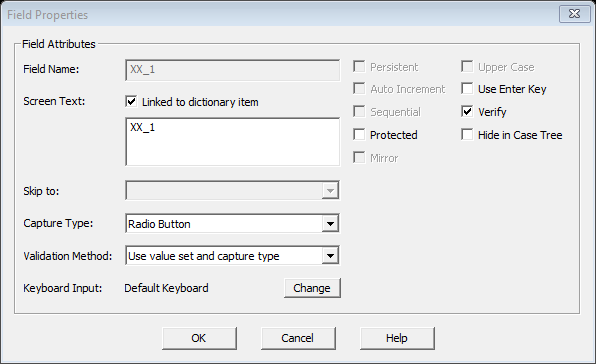 Field Properties
Field Attributes
Field Name: XX_1
Persistent Upper Case
Auto Increment Use Enter Key
Screen Text: Linked to dictionary item
Sequential Verify
XX_1
Protected Hide in Case Tree
Mirror
Skip to:
Capture Type: Radio Button
Validation Method: Use value set and capture type
Keyboard Input: Default Keyboard Change
OK Cancel Help